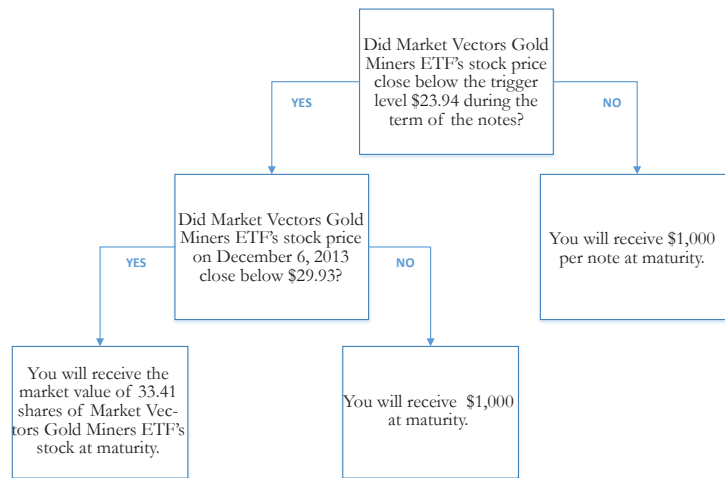 Did Market Vectors Gold
Miners ETF's stock price
close below the trigger
level $23.94 during the
term of the notes?
YES
NO
Did Market Vectors Gold
Miners ETF's stock price
on December 6, 2013
close below $29.93?
You will receive $1,000
per note at maturity.
YES
NO
You will receive the
market value of 33.41
shares of Market Vec-
tors Gold Miners ETF's
stock at maturity.
You will receive $1,000
at maturity.